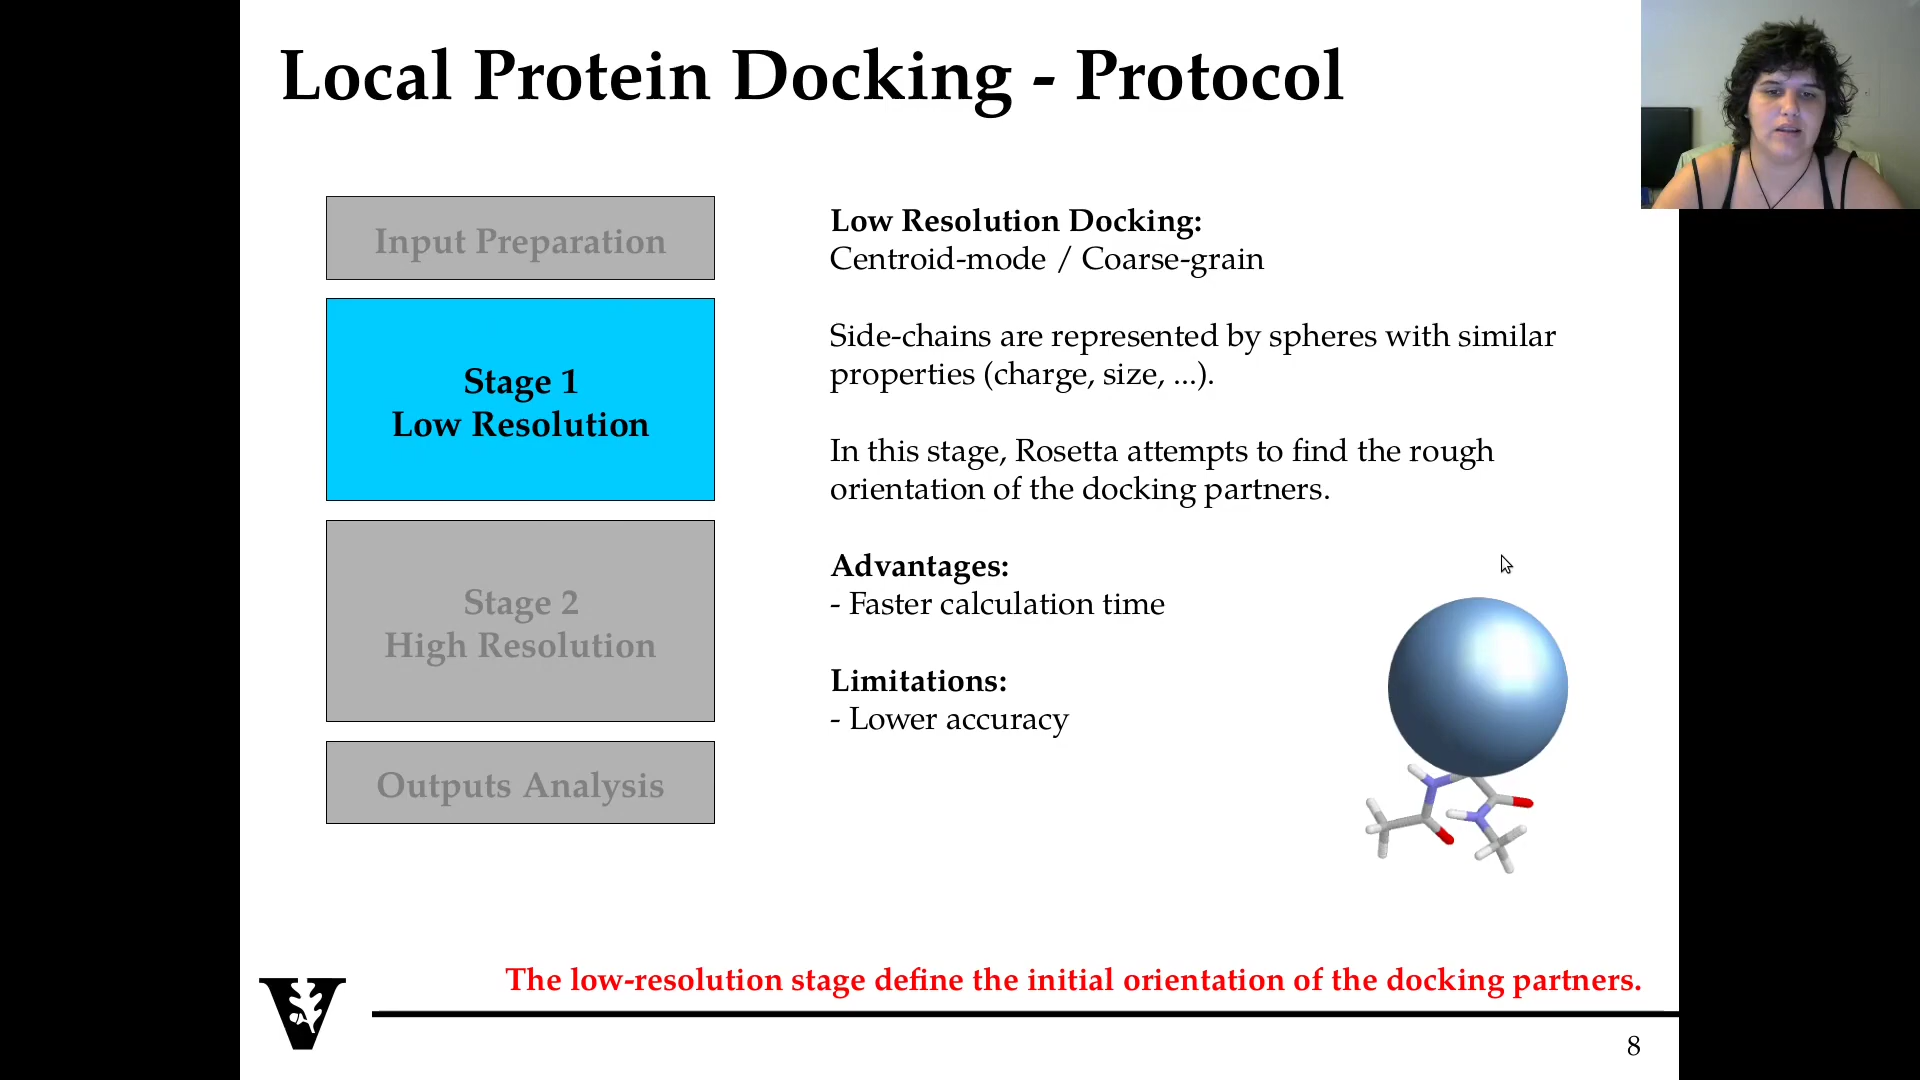 Local Protein Docking - Protocol
Input Preparation
Stage 1
Low Resolution
Stage 2
High Resolution
Outputs Analysis
Low Resolution Docking:
Centroid-mode / Coarse-grain
Side-chains are represented by spheres with similar
properties (charge, size, ...).
In this stage, Rosetta attempts to find the rough
orientation of the docking partners.
Advantages:
- Faster calculation time
Limitations:
- Lower accuracy
The low-resolution stage define the initial orientation of the docking partners.
V
8